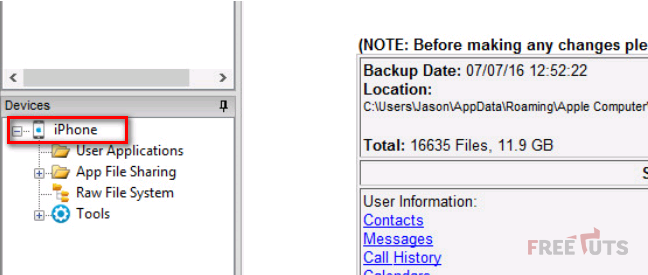 Devices
iPhone
User Applications
App File Sharing
Raw File System
Tools
(NOTE: Before making any changes ple
Backup Date: 07/07/16 12:52:22
Location:
C:\Users\Jason\AppData\Roaming\Apple Computer\
Total: 16635 Files, 11.9 GB
S
User Information:
Contacts
Messages
Call History
Calendars
FREETUTS